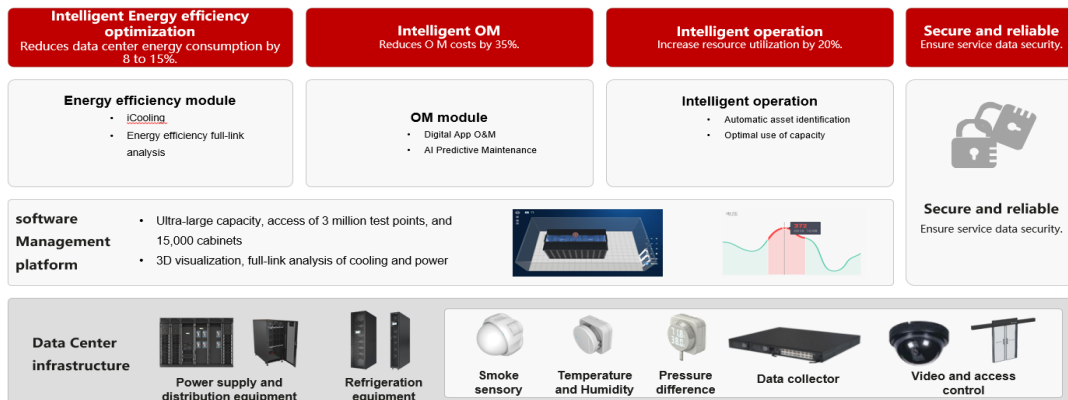 Intelligent Energy efficiency
optimization
Reduces data center energy consumption by
8 to 15%.
Intelligent OM
Reduces O M costs by 35%.
Intelligent operation
Increase resource utilization by 20%.
Secure and reliable
Ensure service data security.
Energy efficiency module
• iCooling
• Energy efficiency full-link
analysis
OM module
• Digital App O&M
• AI Predictive Maintenance
Intelligent operation
• Automatic asset identification
• Optimal use of capacity
Secure and reliable
Ensure service data security.
software
Management
platform
• Ultra-large capacity, access of 3 million test points, and
15,000 cabinets
• 3D visualization, full-link analysis of cooling and power
Data Center
infrastructure
Power supply and
distribution equipment
Refrigeration
equipment
Smoke
sensory
Temperature
and Humidity
Pressure
difference
Data collector
Video and access
control